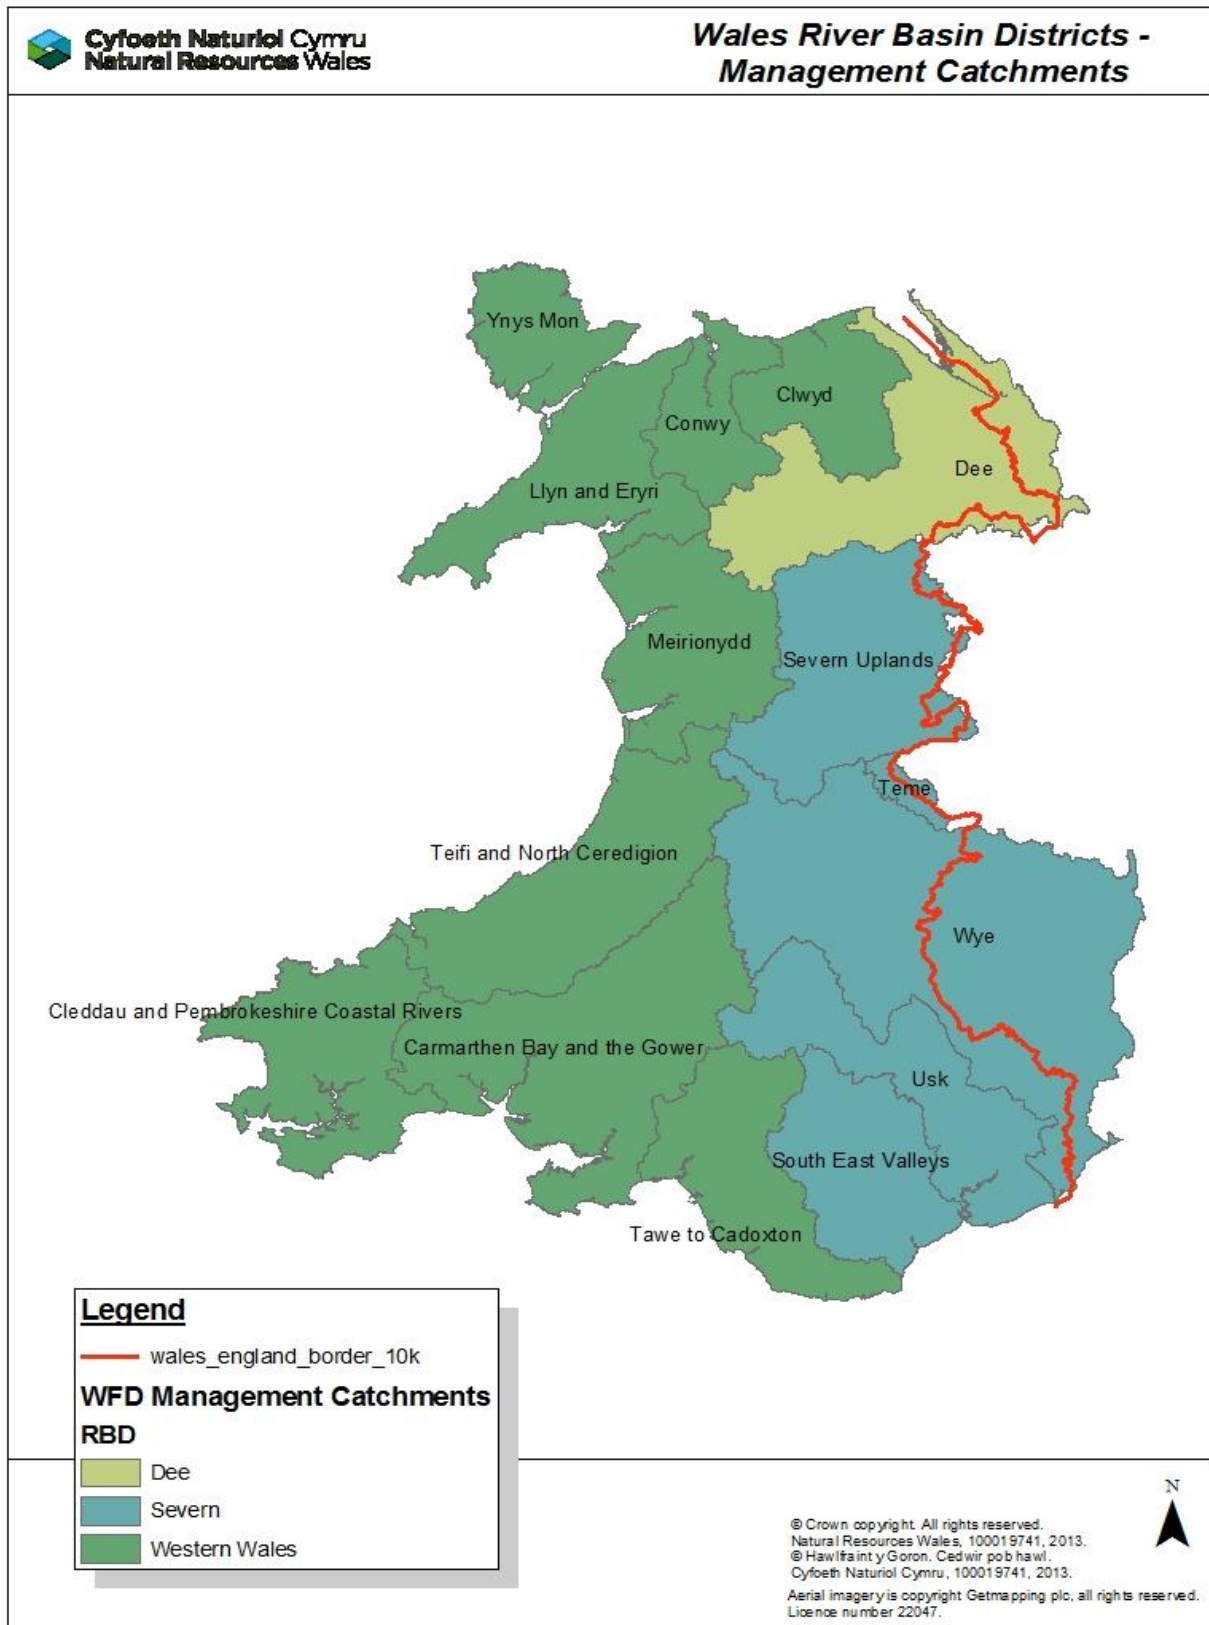 Cyfoeth Naturiol Cymru
Natural Resources Wales
Wales River Basin Districts -
Management Catchments
Ynys Mon
Clwyd
Conwy
Dee
Llyn and Eryri
Meirionydd
Severn Uplands
Teme
Teifi and North Ceredigion
Wye
Cleddau and Pembrokeshire Coastal Rivers
Carmarthen Bay and the Gower
Usk
South East Valleys
Tawe to Cadoxton
Legend
wales_england_border_10k
WFD Management Catchments
RBD
Dee
Severn
Western Wales
N
© Crown copyright. All rights reserved.
Natural Resources Wales, 100019741, 2013.
© Hawlfraint y Goron. Cedwir pob hawl.
Cyfoeth Naturiol Cymru, 100019741, 2013.
Aerial imagery is copyright Getmapping plc, all rights reserved.
Licence number 22047.